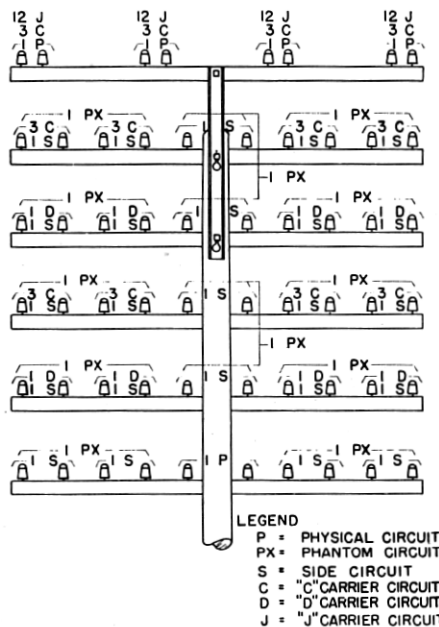 12 J 12 J 12 J 12 J
3 C 3 C 3 C 3 C
1 P 1 P 1 P 1 P
1 PX 1 PX
3 C 3 C 1 S 3 C 3 C
1 S 1 S 1 S 1 S
1 PX
1 PX 1 PX
1 D 1 D 1 S 1 D 1 D
1 S 1 S 1 S 1 S
1 PX 1 PX
3 C 3 C 1 S 3 C 3 C
1 S 1 S 1 S 1 S
1 PX
1 PX 1 PX
1 D 1 D 1 S 1 D 1 D
1 S 1 S 1 S 1 S
1 PX 1 PX
1 S 1 S 1 P 1 S 1 S
LEGEND
P = PHYSICAL CIRCUIT
PX = PHANTOM CIRCUIT
S = SIDE CIRCUIT
C = "C" CARRIER CIRCUIT
D = "D" CARRIER CIRCUIT
J = "J" CARRIER CIRCUIT